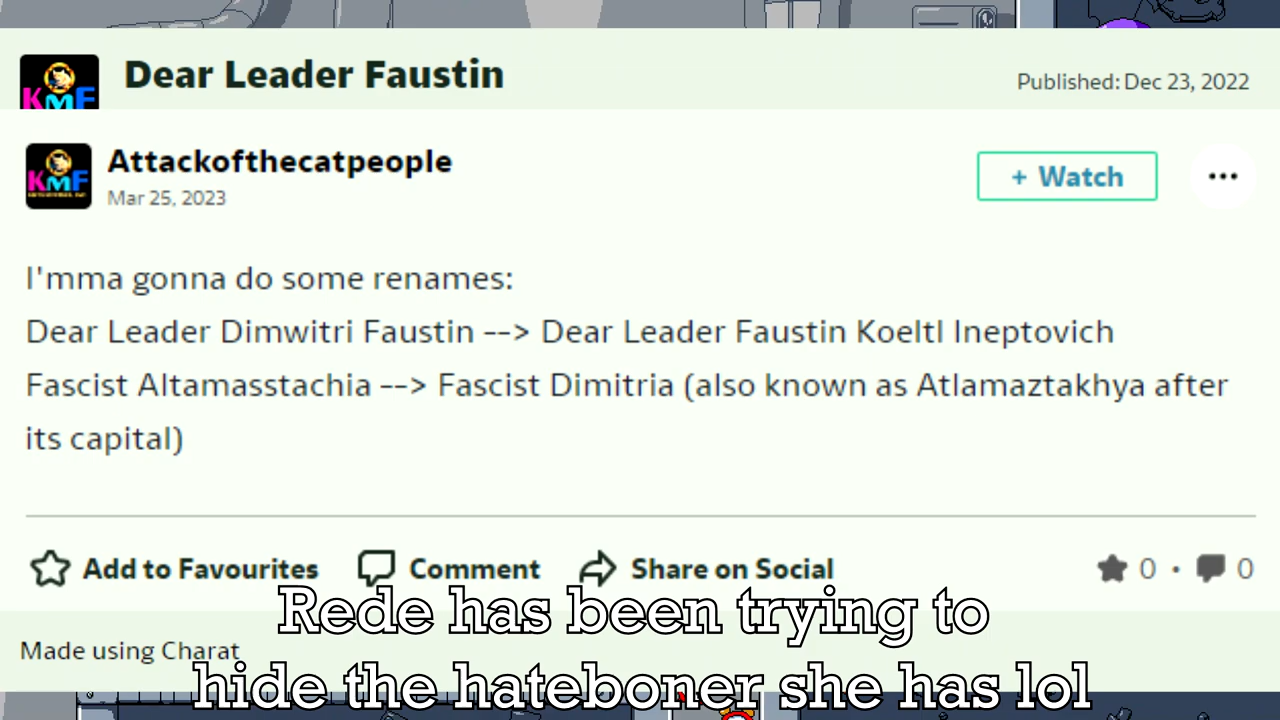 Dear Leader Faustin
Published: Dec 23, 2022
KMF
Attackofthecatpeople
Mar 25, 2023
+ Watch
KMF
I'mma gonna do some renames:
Dear Leader Dimwitri Faustin --> Dear Leader Faustin Koeltl Ineptovich
Fascist Altamasstachia --> Fascist Dimitria (also known as Atlamaztakhya after
its capital)
Add to Favourites
Comment
Share on Social
0 • 0
Made using Charat
Rede has been trying to
hide the hateboner she has lol